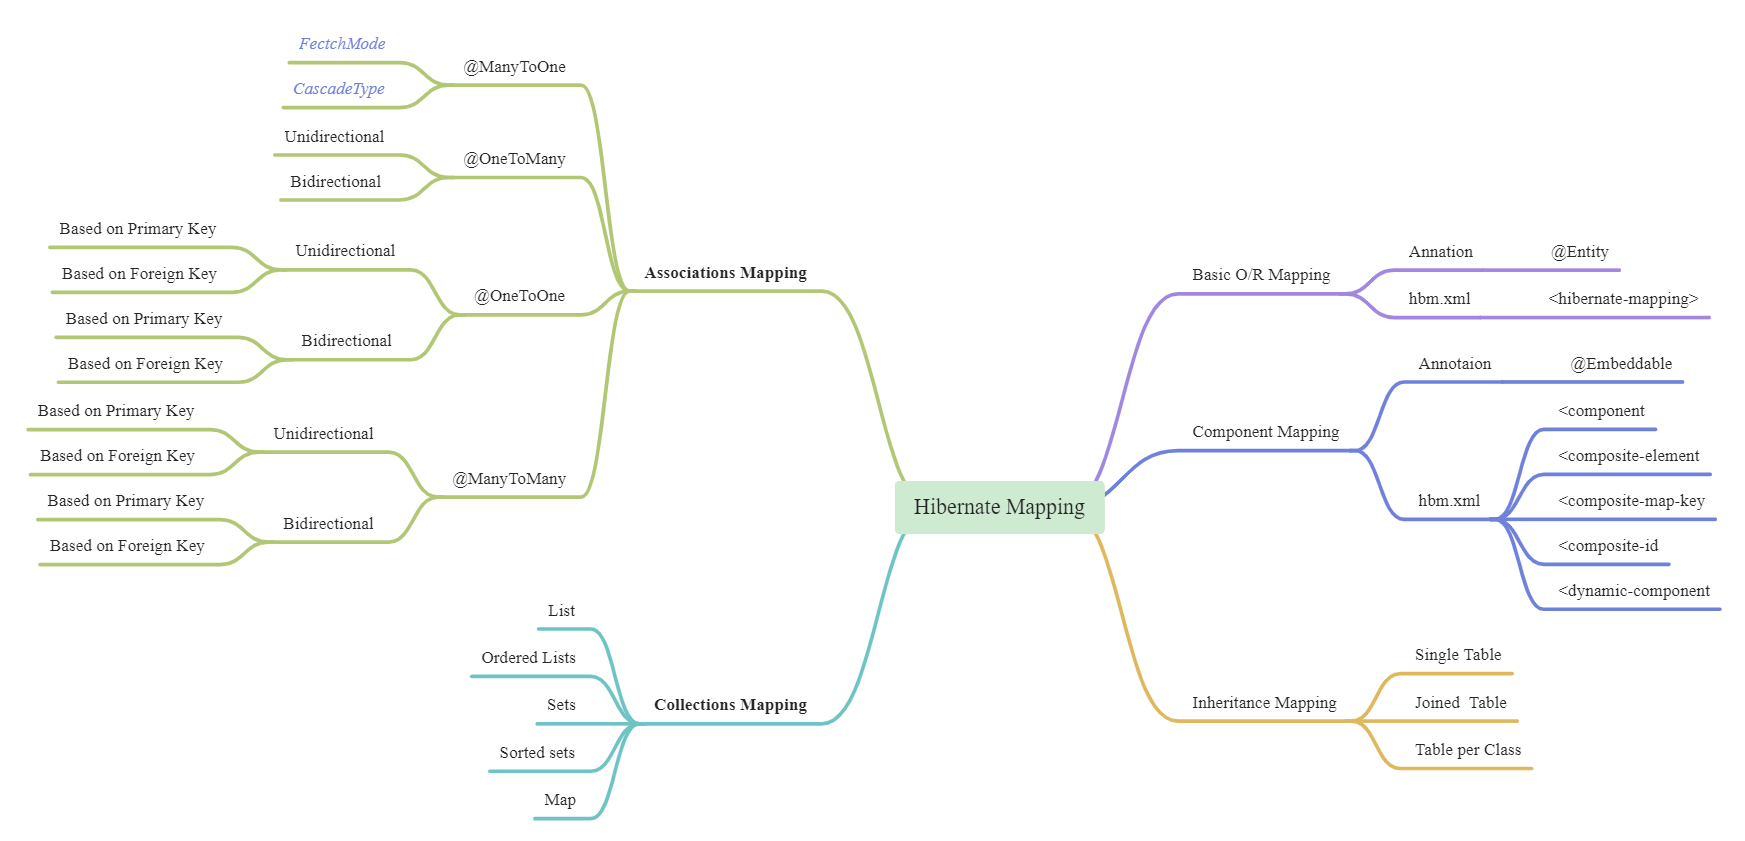 Hibernate Mapping
Associations Mapping
@ManyToOne
FectchMode
CascadeType
@OneToMany
Unidirectional
Bidirectional
@OneToOne
Unidirectional
Based on Primary Key
Based on Foreign Key
Bidirectional
Based on Primary Key
Based on Foreign Key
@ManyToMany
Unidirectional
Based on Primary Key
Based on Foreign Key
Bidirectional
Based on Primary Key
Based on Foreign Key
Collections Mapping
List
Ordered Lists
Sets
Sorted sets
Map
Basic O/R Mapping
Annation
@Entity
hbm.xml
<hibernate-mapping>
Component Mapping
Annotaion
@Embeddable
hbm.xml
<component
<composite-element
<composite-map-key
<composite-id
<dynamic-component
Inheritance Mapping
Single Table
Joined  Table
Table per Class